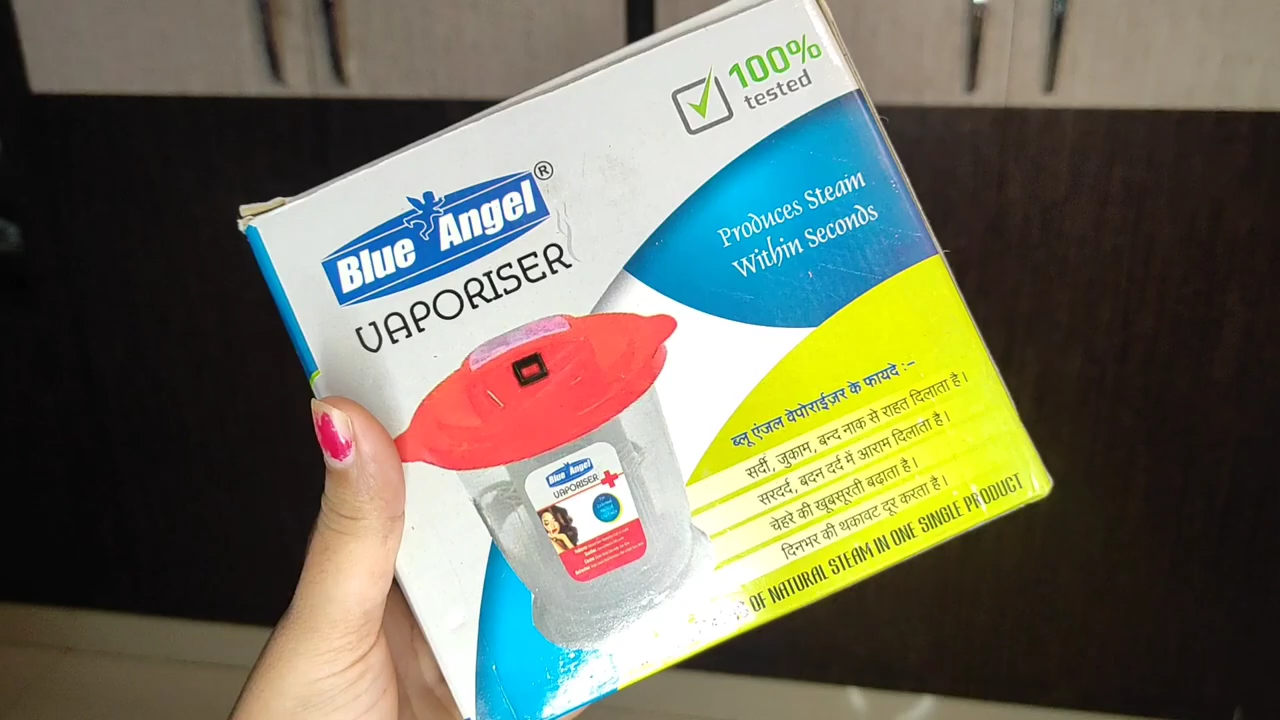 100%
tested
Blue Angel®
VAPORISER
Produces Steam
Within Seconds
ब्लू एंजल वेपोराईज़र के फायदे :–
सर्दी, जुकाम, बन्द नाक से राहत दिलाता है।
सरदर्द, बदन दर्द में आराम दिलाता है।
चेहरे की खूबसूरती बढ़ाता है।
दिनभर की थकावट दूर करता है।
OF NATURAL STEAM IN ONE SINGLE PRODUCT
Blue Angel
VAPORISER